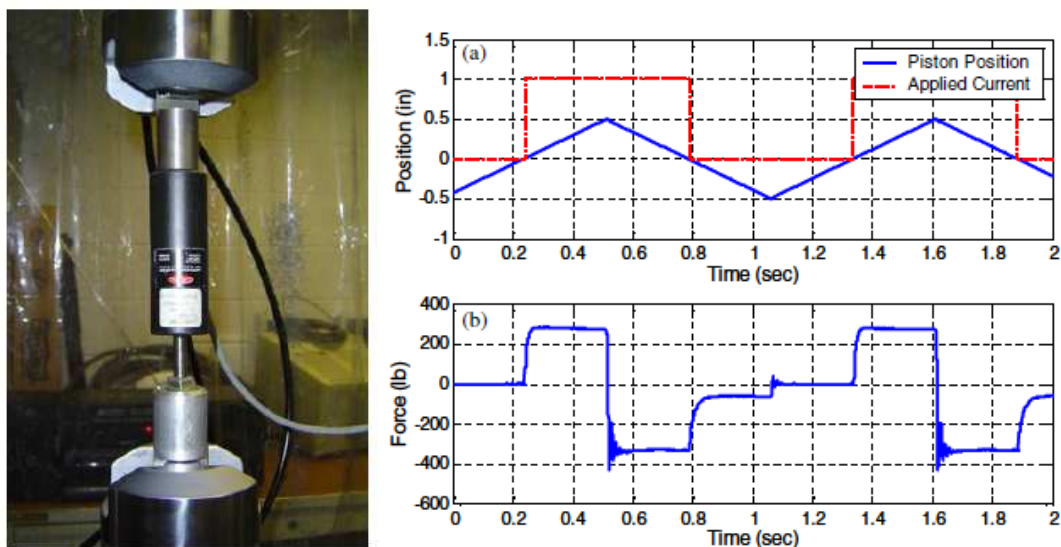 (a)
Piston Position
Applied Current
1.5
1
0.5
0
-0.5
-1
Position (in)
0 0.2 0.4 0.6 0.8 1 1.2 1.4 1.6 1.8 2
Time (sec)
(b)
400
200
0
-200
-400
-600
Force (lb)
0 0.2 0.4 0.6 0.8 1 1.2 1.4 1.6 1.8 2
Time (sec)